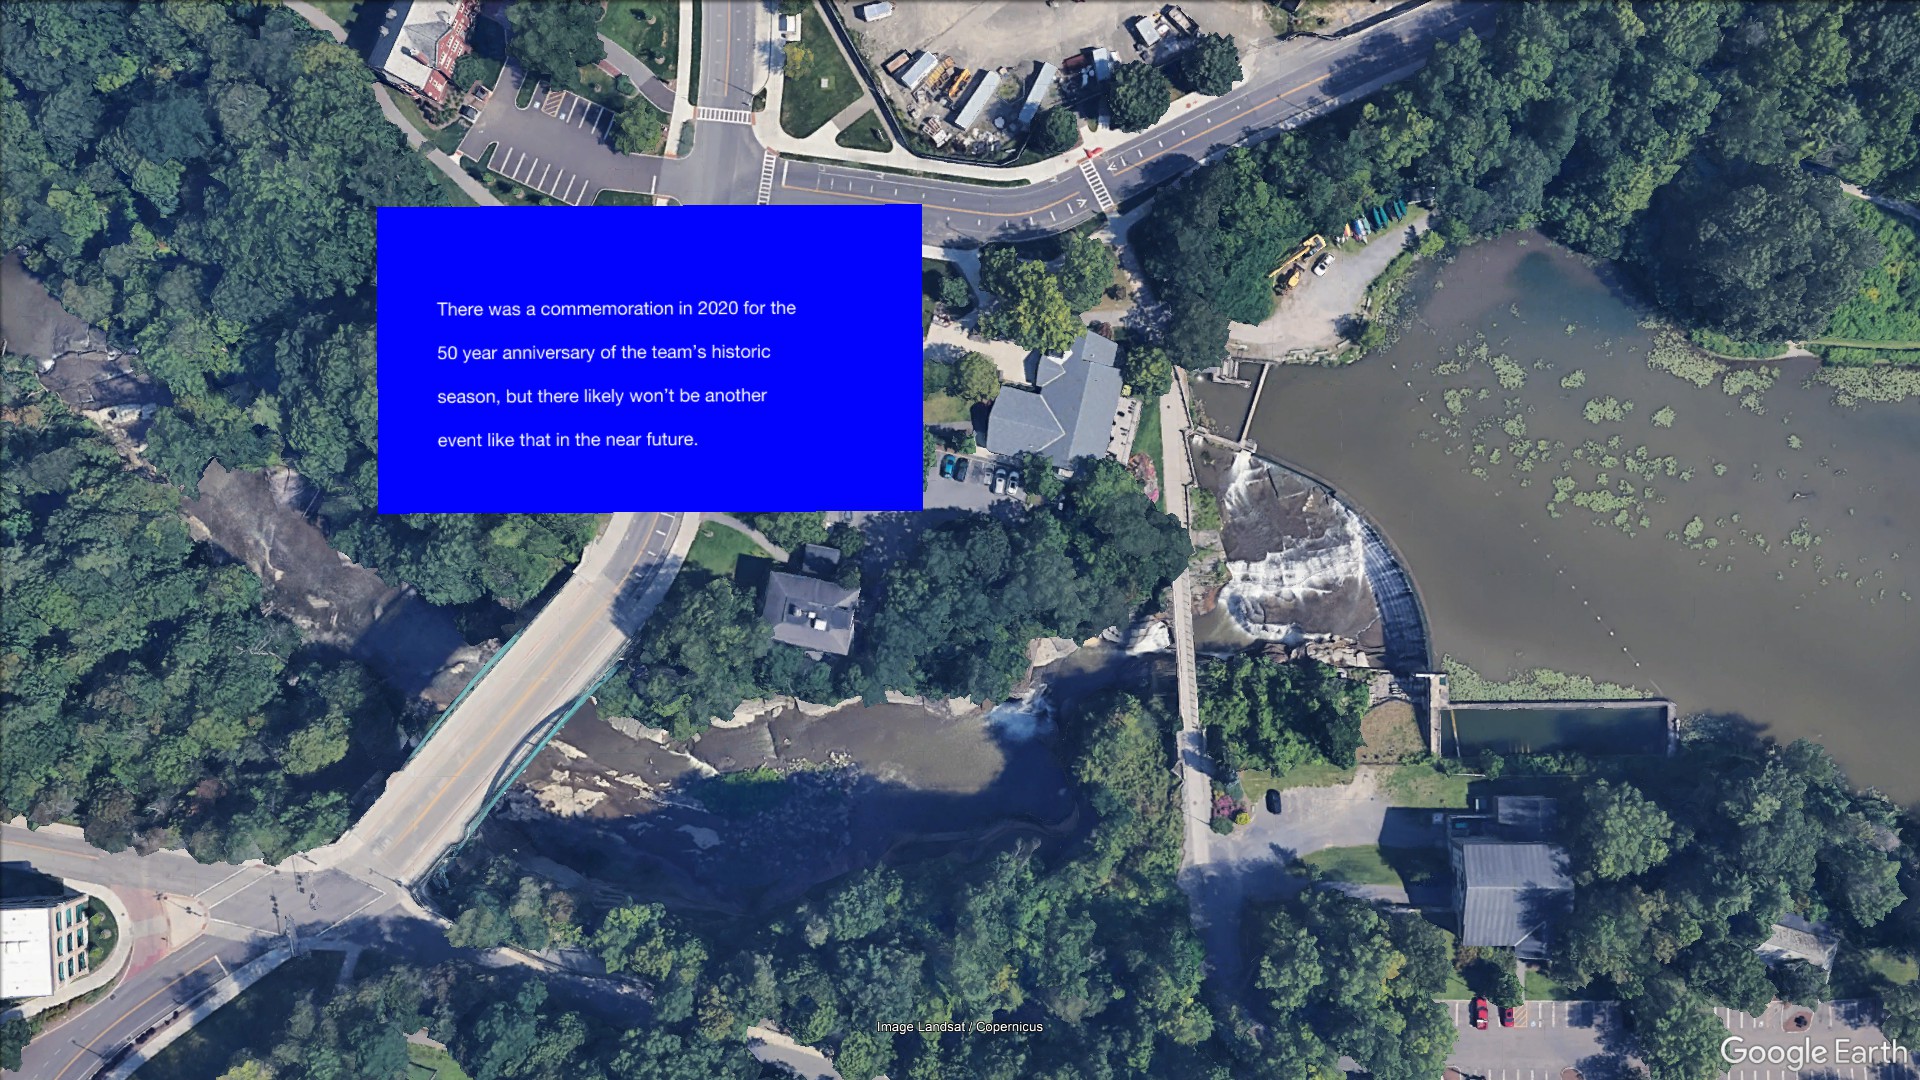 There was a commemoration in 2020 for the
50 year anniversary of the team's historic
season, but there likely won't be another
event like that in the near future.
Image Landsat / Copernicus
Google Earth